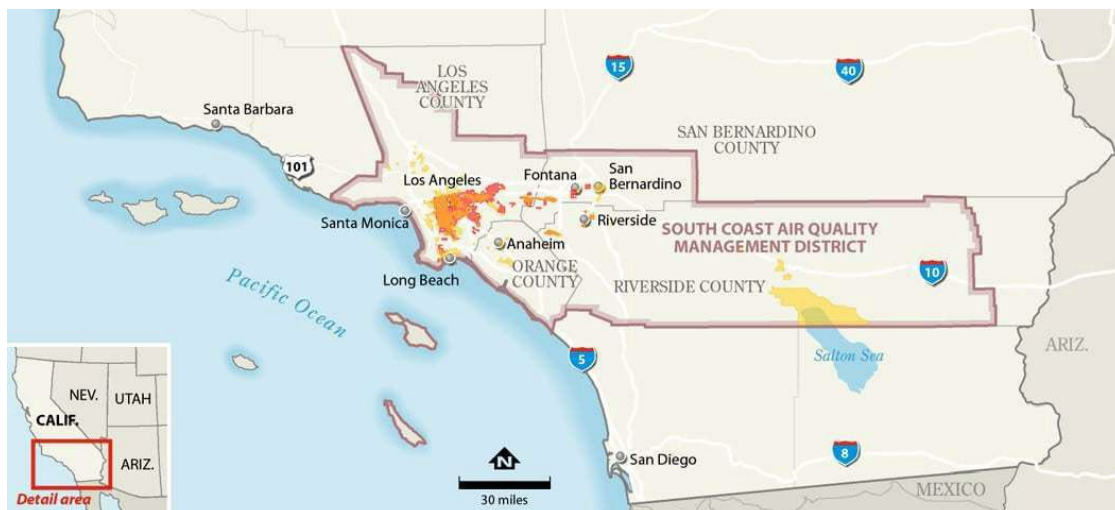 15
40
LOS
ANGELES
COUNTY
Santa Barbara
SAN BERNARDINO
COUNTY
101
Los Angeles
Fontana
San
Bernardino
Santa Monica
Riverside
SOUTH COAST AIR QUALITY
MANAGEMENT DISTRICT
Anaheim
ORANGE
COUNTY
Long Beach
10
RIVERSIDE COUNTY
Pacific Ocean
5
Salton Sea
ARIZ.
NEV.
UTAH
CALIF.
ARIZ.
Detail area
N
30 miles
San Diego
8
MEXICO